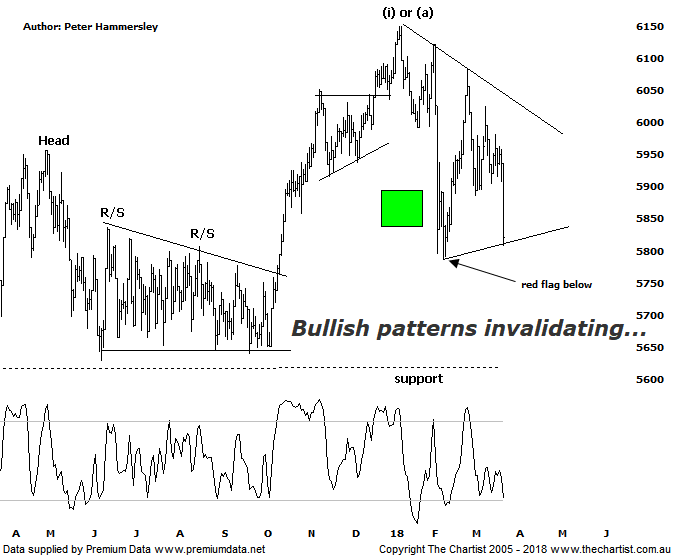 (i) or (a)
Author: Peter Hammersley
6150
6100
6050
6000
5950
5900
5850
5800
5750
5700
5650
5600
Head
R/S
R/S
red flag below
Bullish patterns invalidating...
support
A M J J A S O N D 18 F M A M J
Data supplied by Premium Data www.premiumdata.net
Copyright The Chartist 2005 - 2018 www.thechartist.com.au